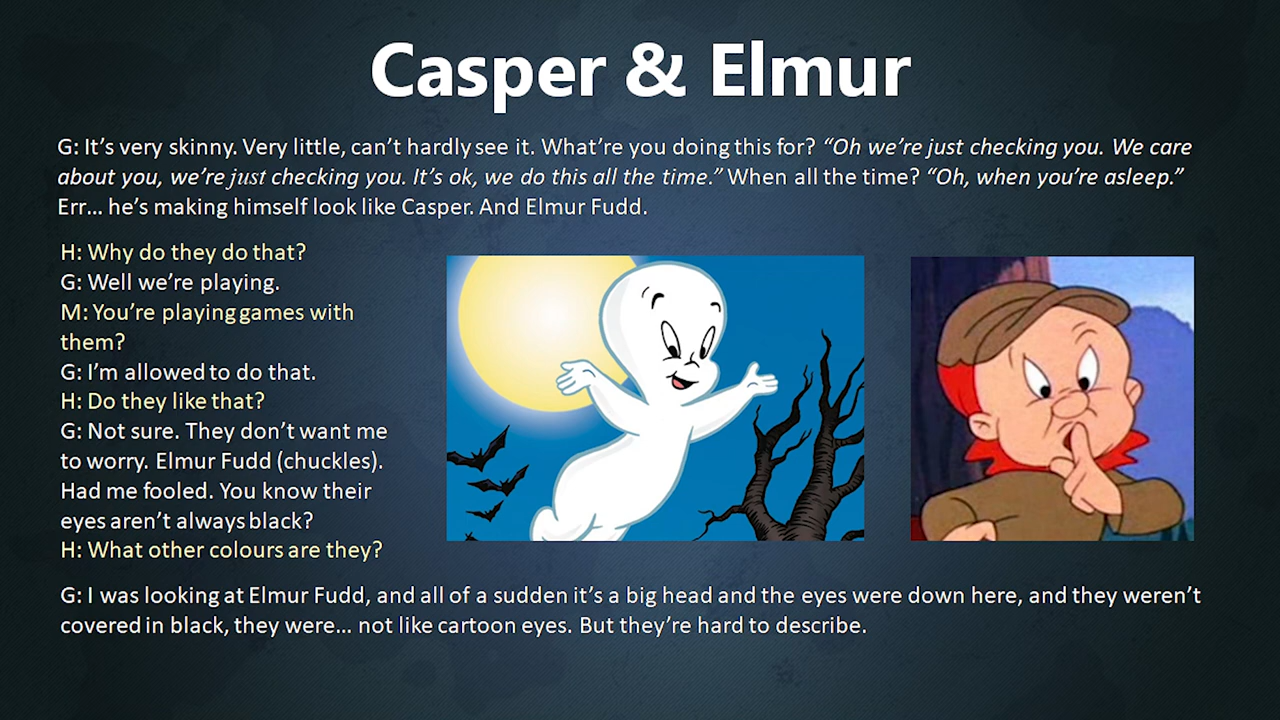 Casper & Elmur
G: It’s very skinny. Very little, can’t hardly see it. What’re you doing this for? “Oh we’re just checking you. We care
about you, we’re just checking you. It’s ok, we do this all the time.” When all the time? “Oh, when you’re asleep.”
Err... he’s making himself look like Casper. And Elmur Fudd.
H: Why do they do that?
G: Well we’re playing.
M: You’re playing games with
them?
G: I’m allowed to do that.
H: Do they like that?
G: Not sure. They don’t want me
to worry. Elmur Fudd (chuckles).
Had me fooled. You know their
eyes aren’t always black?
H: What other colours are they?
G: I was looking at Elmur Fudd, and all of a sudden it’s a big head and the eyes were down here, and they weren’t
covered in black, they were... not like cartoon eyes. But they’re hard to describe.